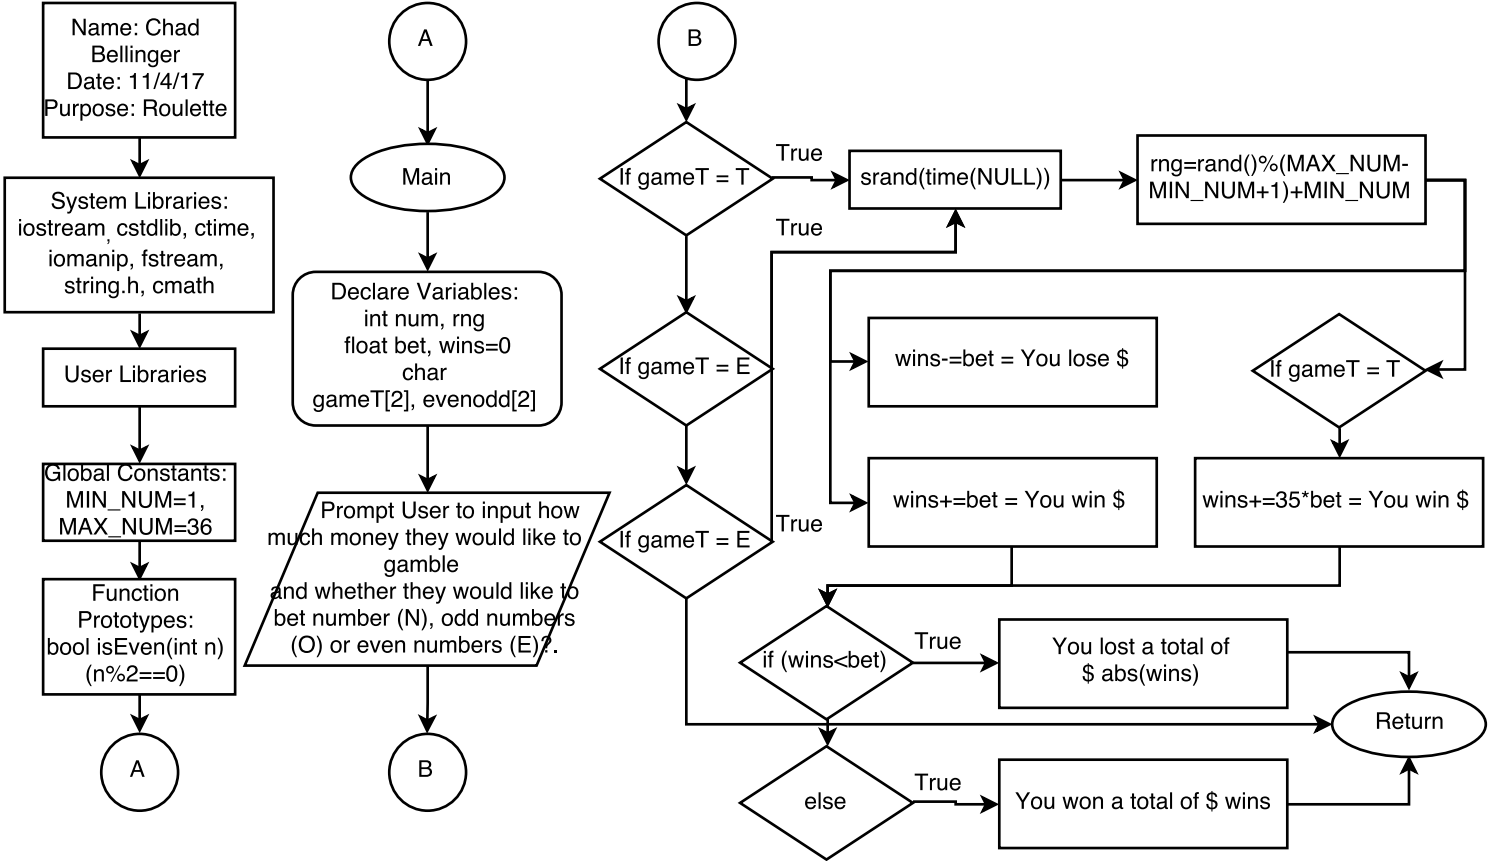 Name: Chad
Bellinger
Date: 11/4/17
Purpose: Roulette
System Libraries:
iostream, cstdlib, ctime,
iomanip, fstream,
string.h, cmath
User Libraries
Global Constants:
MIN_NUM=1,
MAX_NUM=36
Function
Prototypes:
bool isEven(int n)
(n%2==0)
A
A
Main
Declare Variables:
int num, rng
float bet, wins=0
char
gameT[2], evenodd[2]
Prompt User to input how
much money they would like to
gamble
and whether they would like to
bet number (N), odd numbers
(O) or even numbers (E)?.
B
B
If gameT = T
True
srand(time(NULL))
rng=rand()%(MAX_NUM-
MIN_NUM+1)+MIN_NUM
True
If gameT = E
True
If gameT = E
wins-=bet = You lose $
If gameT = T
wins+=bet = You win $
wins+=35*bet = You win $
if (wins<bet)
True
You lost a total of
$ abs(wins)
Return
else
True
You won a total of $ wins